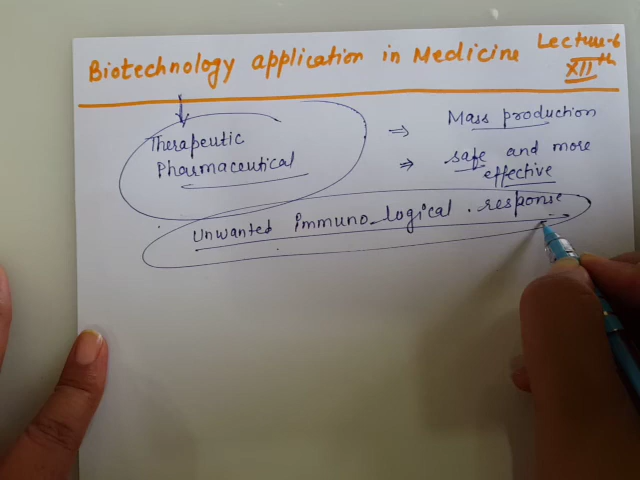 Biotechnology application in Medicine Lecture-6
XIIth
Therapeutic ⇒ Mass production
Pharmaceutical ⇒ safe and more
effective
Unwanted immuno-logical. response